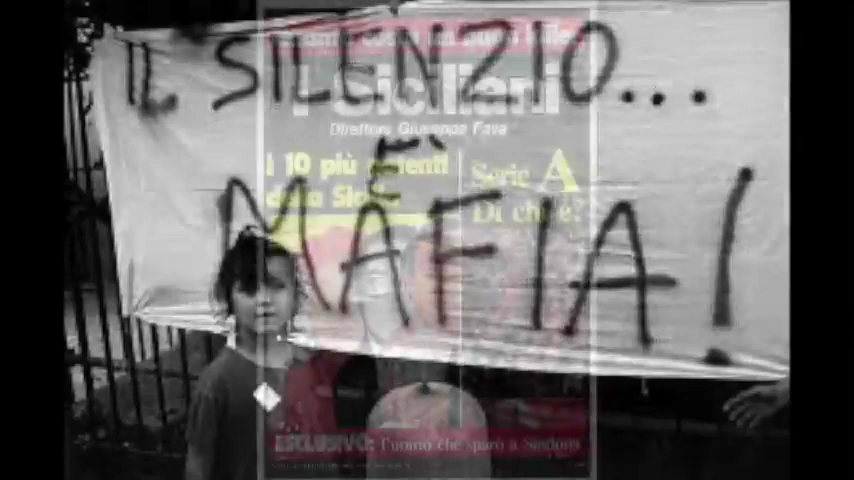 IL SILENZIO...
È
MAFIA!
I Siciliani
Direttore Giuseppe Fava
i 10 più potenti
della Sicilia
Serie A
Di chi è?
ESCLUSIVO: l'uomo che sparò a Sindona